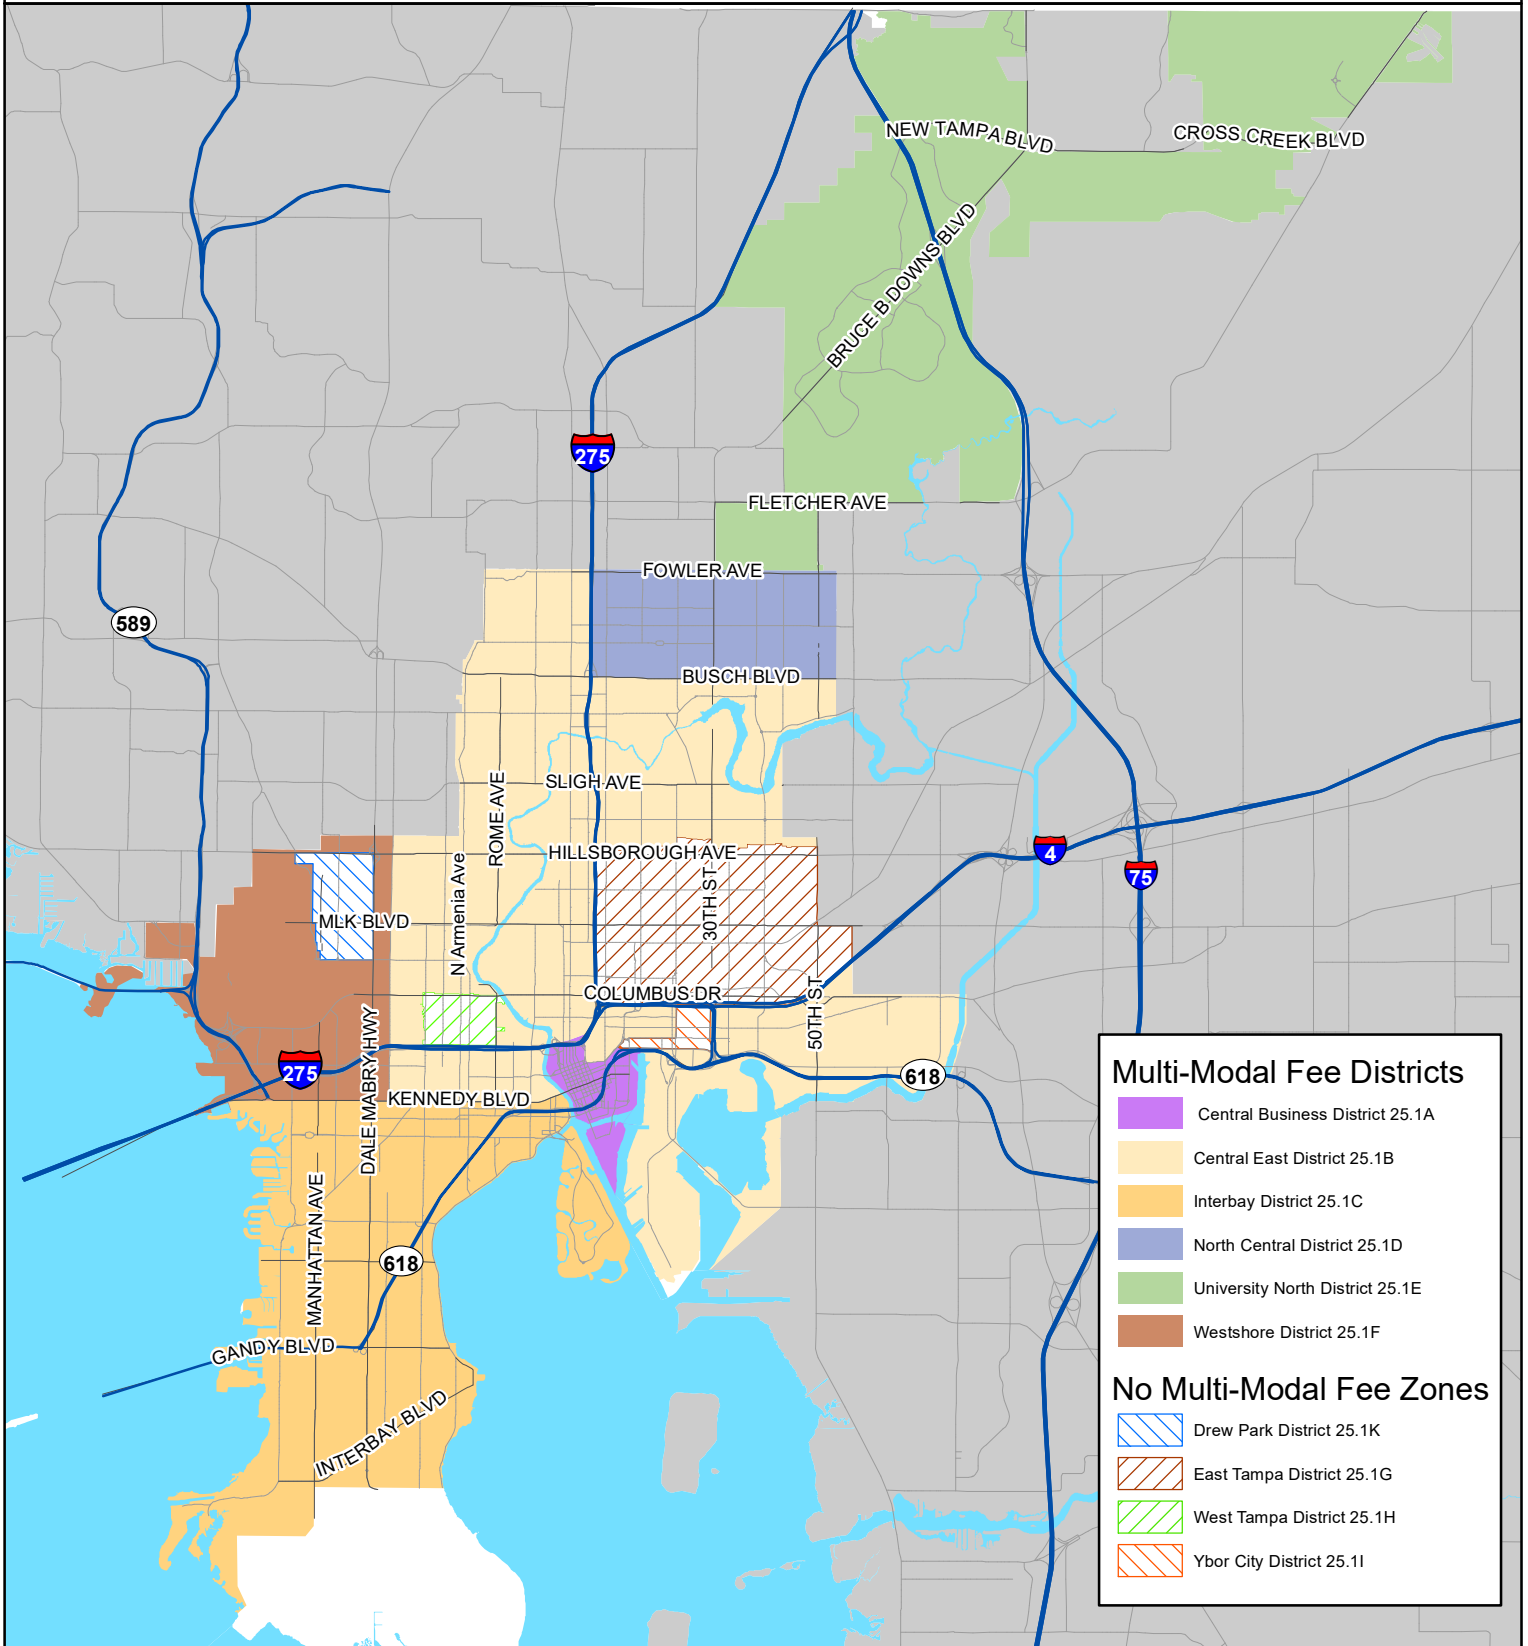 NEW TAMPA BLVD
CROSS CREEK BLVD
BRUCE B DOWNS BLVD
275
FLETCHER AVE
FOWLER AVE
589
BUSCH BLVD
SLIGH AVE
ROME AVE
HILLSBOROUGH AVE
4
75
N Armenia Ave
30TH ST
MLK BLVD
COLUMBUS DR
50TH ST
DALE MABRY HWY
275
618
KENNEDY BLVD
MANHATTAN AVE
618
GANDY BLVD
INTERBAY BLVD
Multi-Modal Fee Districts
Central Business District 25.1A
Central East District 25.1B
Interbay District 25.1C
North Central District 25.1D
University North District 25.1E
Westshore District 25.1F
No Multi-Modal Fee Zones
Drew Park District 25.1K
East Tampa District 25.1G
West Tampa District 25.1H
Ybor City District 25.1I